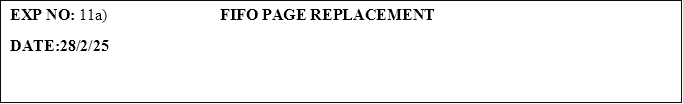 EXP NO: 11a) FIFO PAGE REPLACEMENT
DATE:28/2/25